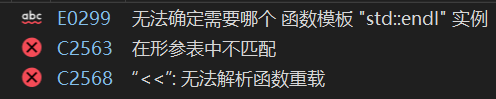 abc E0299 无法确定需要哪个 函数模板 "std::endl" 实例
C2563 在形参表中不匹配
C2568 “<<”: 无法解析函数重载